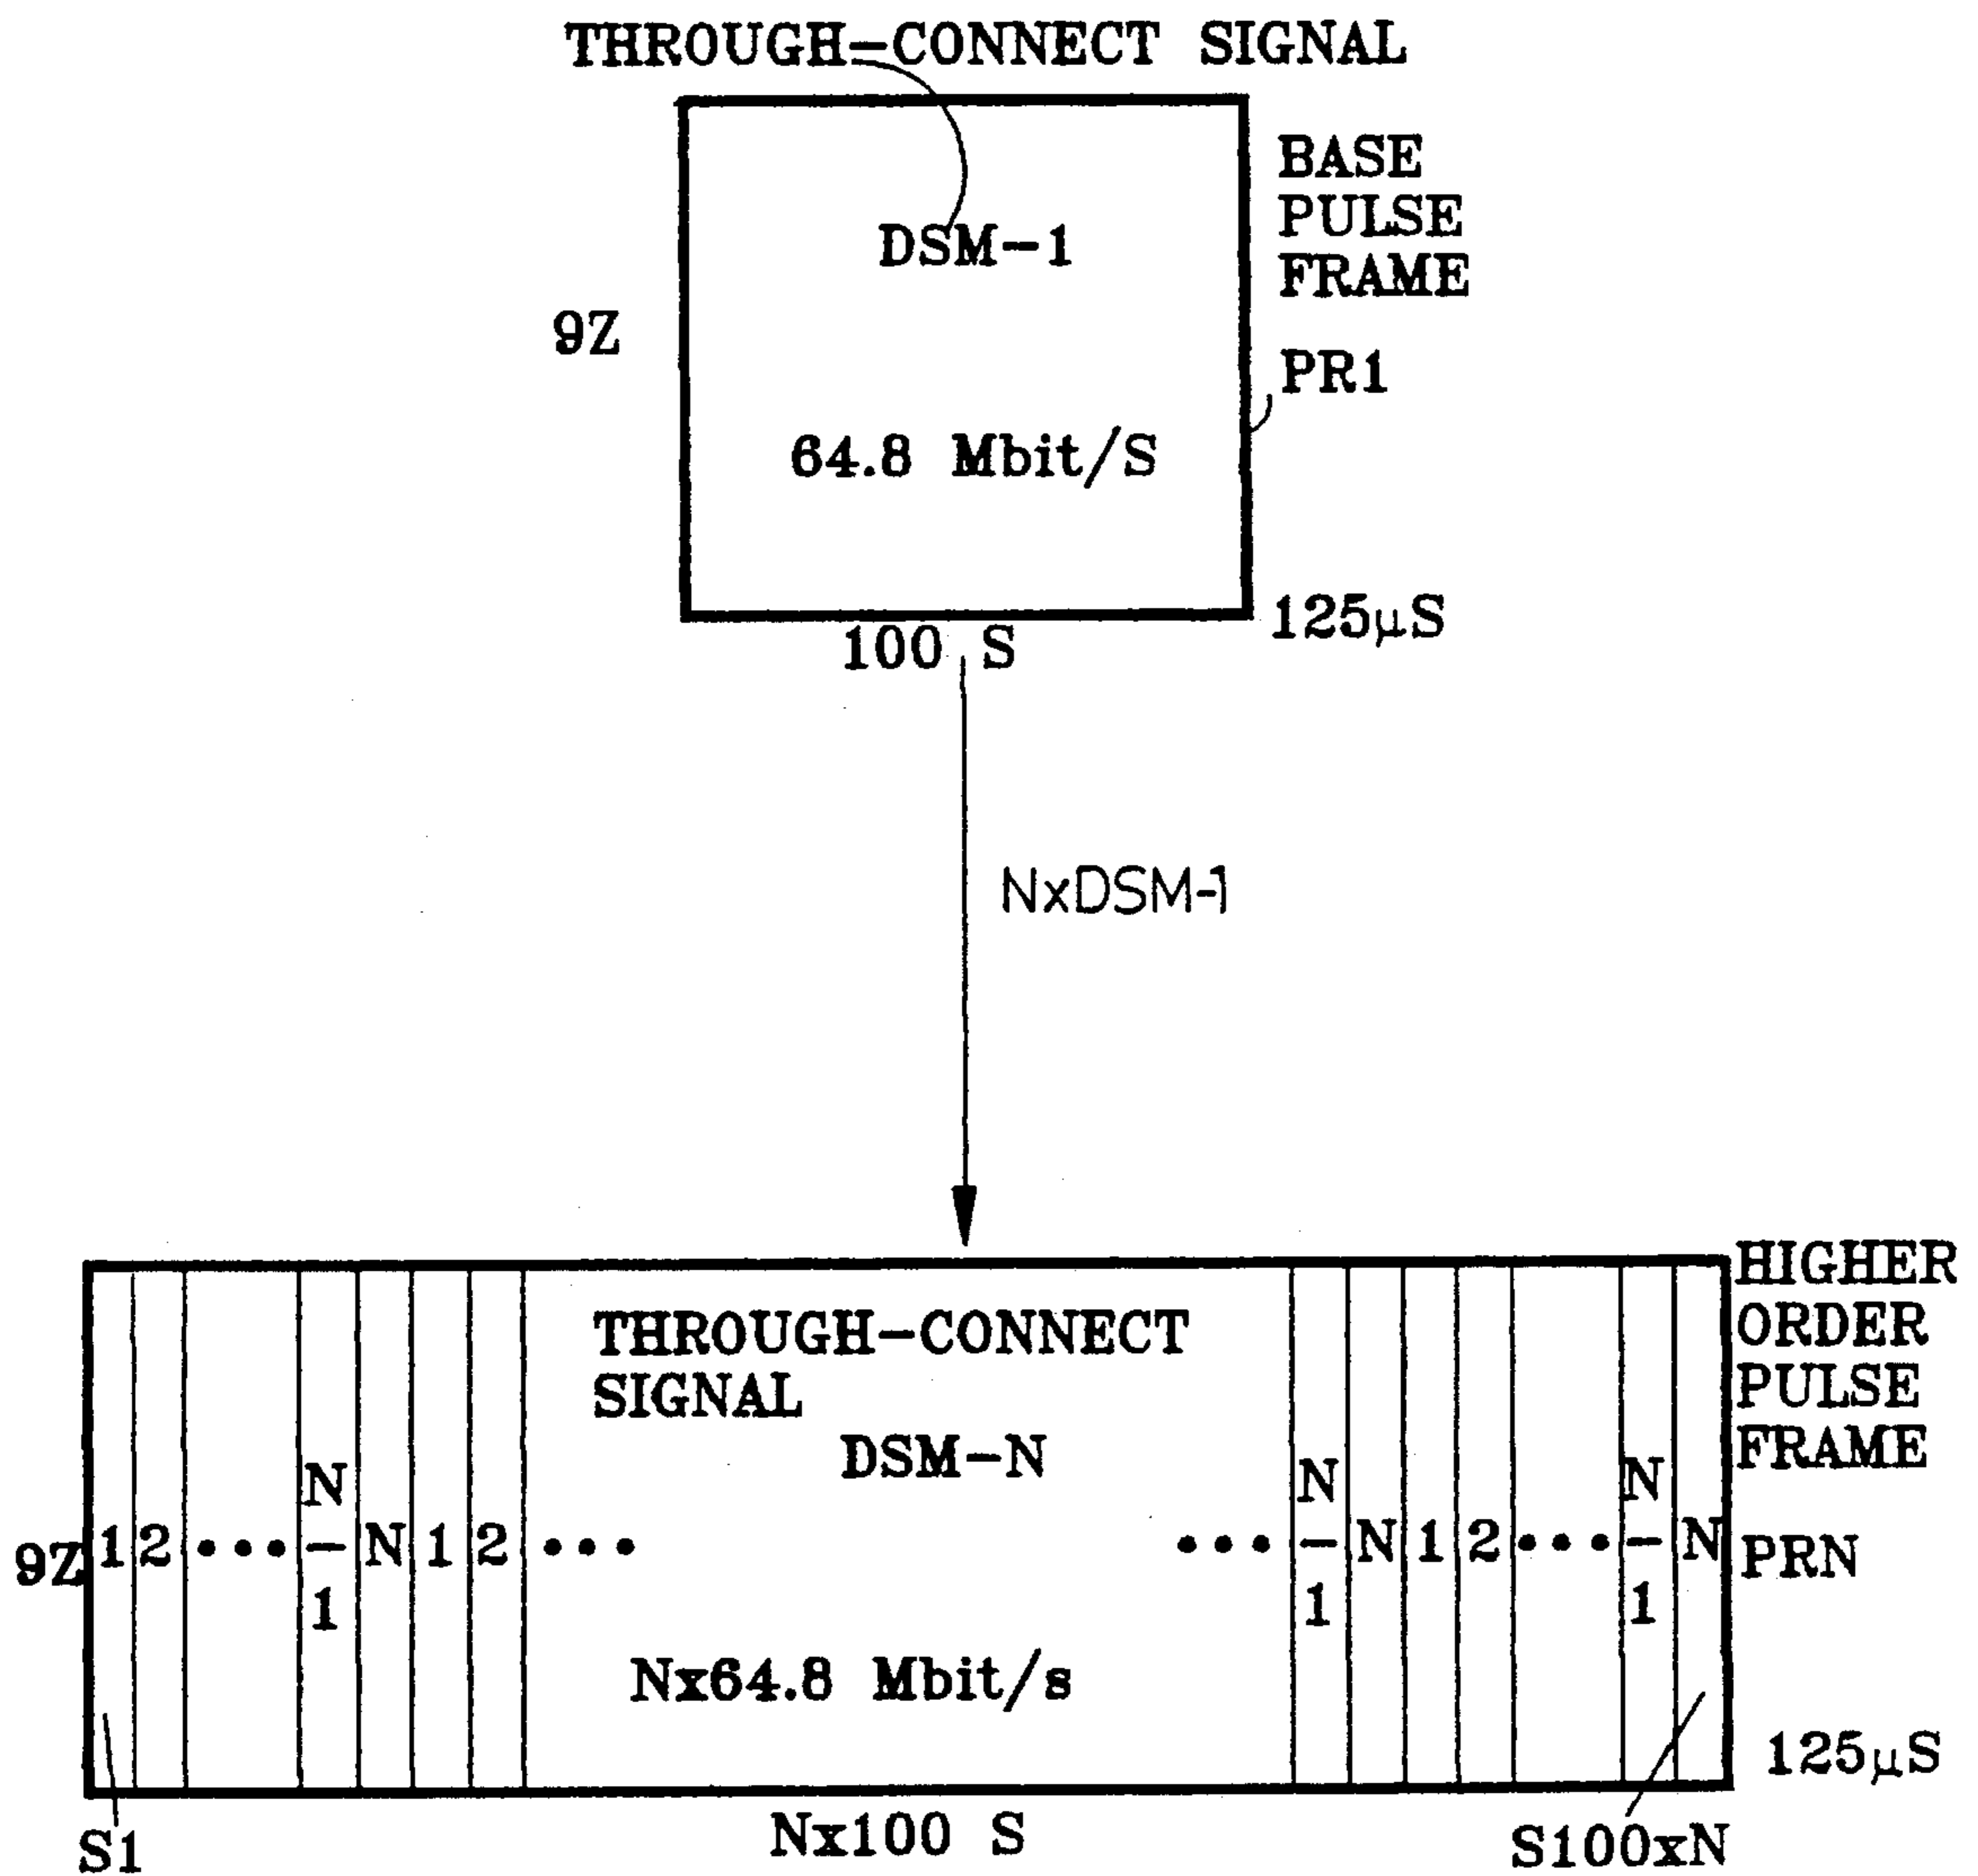 THROUGH-CONNECT SIGNAL
BASE
PULSE
FRAME
DSM-1
9Z
PR1
64.8 Mbit/S
125μS
100 S
NxDSM-1
HIGHER
ORDER
PULSE
FRAME
THROUGH-CONNECT
SIGNAL
DSM-N
9Z 1 2 ••• N-1 N 1 2 ••• ••• N-1 N 1 2 ••• N-1 N PRN
Nx64.8 Mbit/s
125μS
S1
Nx100 S
S100xN